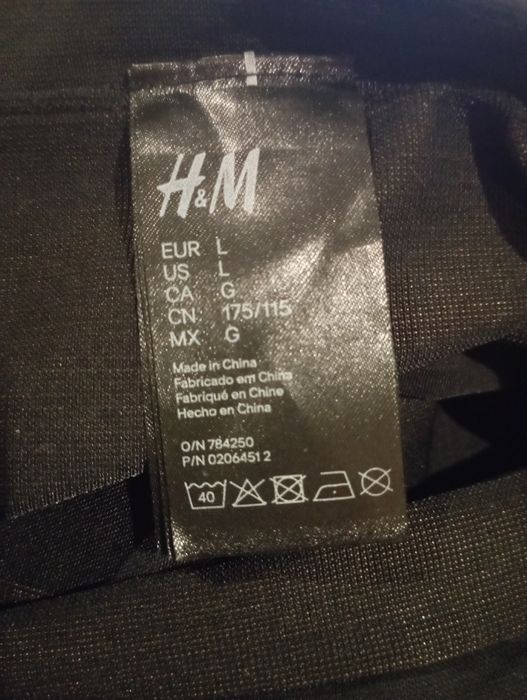 H&M
EUR L
US L
CA G
CN 175/115
MX G
Made in China
Fabricado em China
Fabriqué en Chine
Hecho en China
O/N 784250
P/N 0206451 2
40